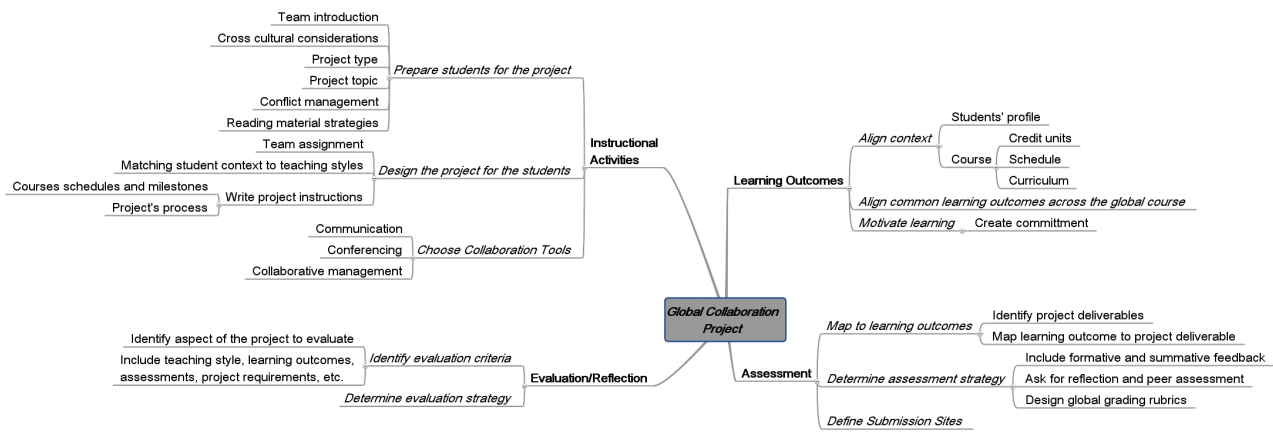 Team introduction
Cross cultural considerations
Project type
Project topic
Conflict management
Reading material strategies
Prepare students for the project
Team assignment
Matching student context to teaching styles
Courses schedules and milestones
Project's process
Write project instructions
Design the project for the students
Communication
Conferencing
Collaborative management
Choose Collaboration Tools
Instructional
Activities
Learning Outcomes
Align context
Students' profile
Course
Credit units
Schedule
Curriculum
Align common learning outcomes across the global course
Motivate learning
Create committment
Global Collaboration
Project
Identify aspect of the project to evaluate
Include teaching style, learning outcomes,
assessments, project requirements, etc.
Identify evaluation criteria
Determine evaluation strategy
Evaluation/Reflection
Assessment
Map to learning outcomes
Identify project deliverables
Map learning outcome to project deliverable
Determine assessment strategy
Include formative and summative feedback
Ask for reflection and peer assessment
Design global grading rubrics
Define Submission Sites